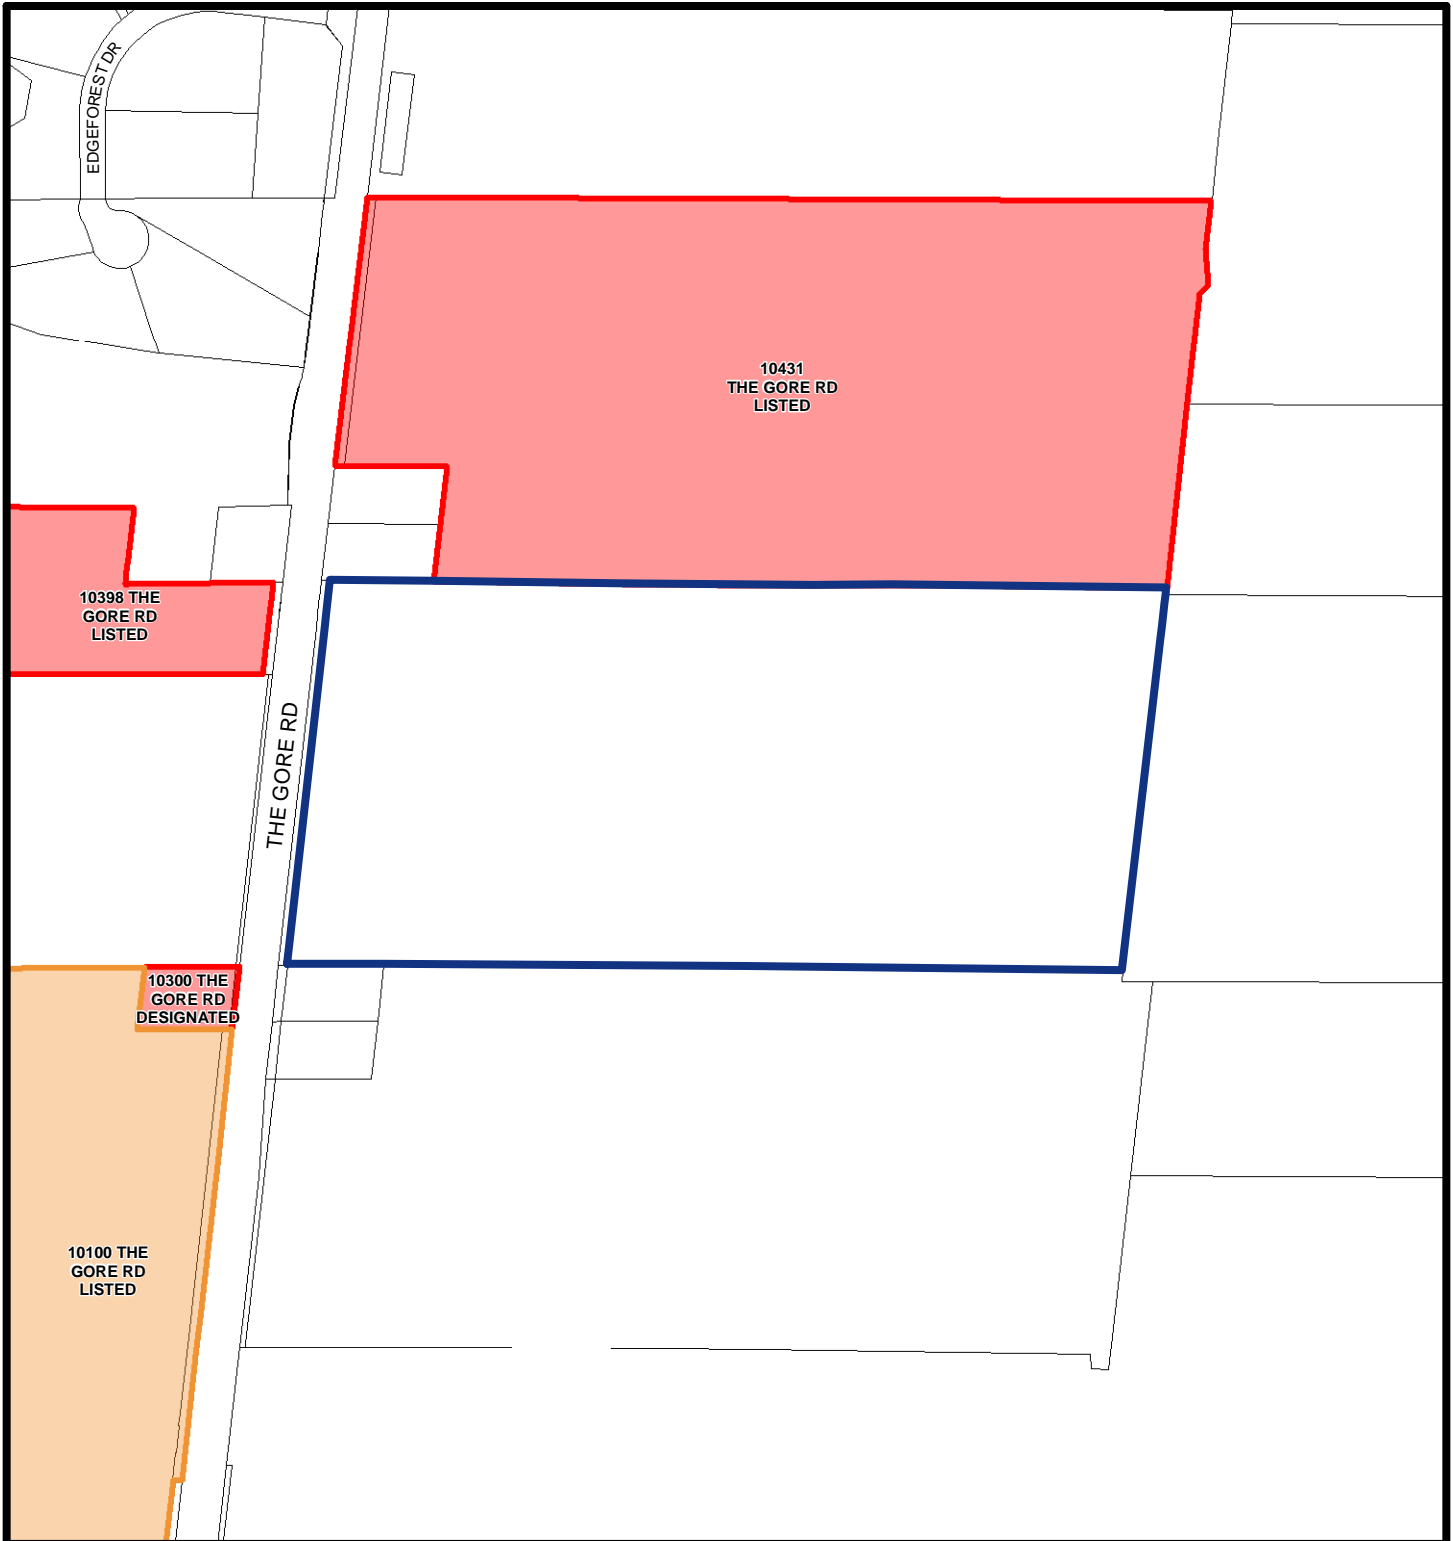 EDGEFOREST DR
10431
THE GORE RD
LISTED
10398 THE
GORE RD
LISTED
THE GORE RD
10300 THE
GORE RD
DESIGNATED
10100 THE
GORE RD
LISTED